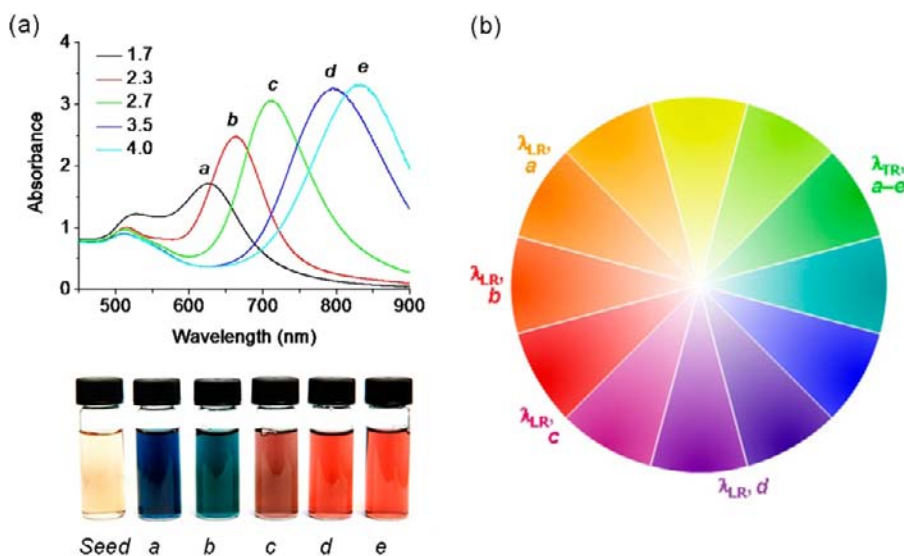 (a)
4
3
2
1
0
Absorbance
1.7
2.3
2.7
3.5
4.0
a
b
c
d
e
500 600 700 800 900
Wavelength (nm)
Seed a b c d e
(b)
λLR,
a
λTR,
a–e
λLR,
b
λLR,
c
λLR, d